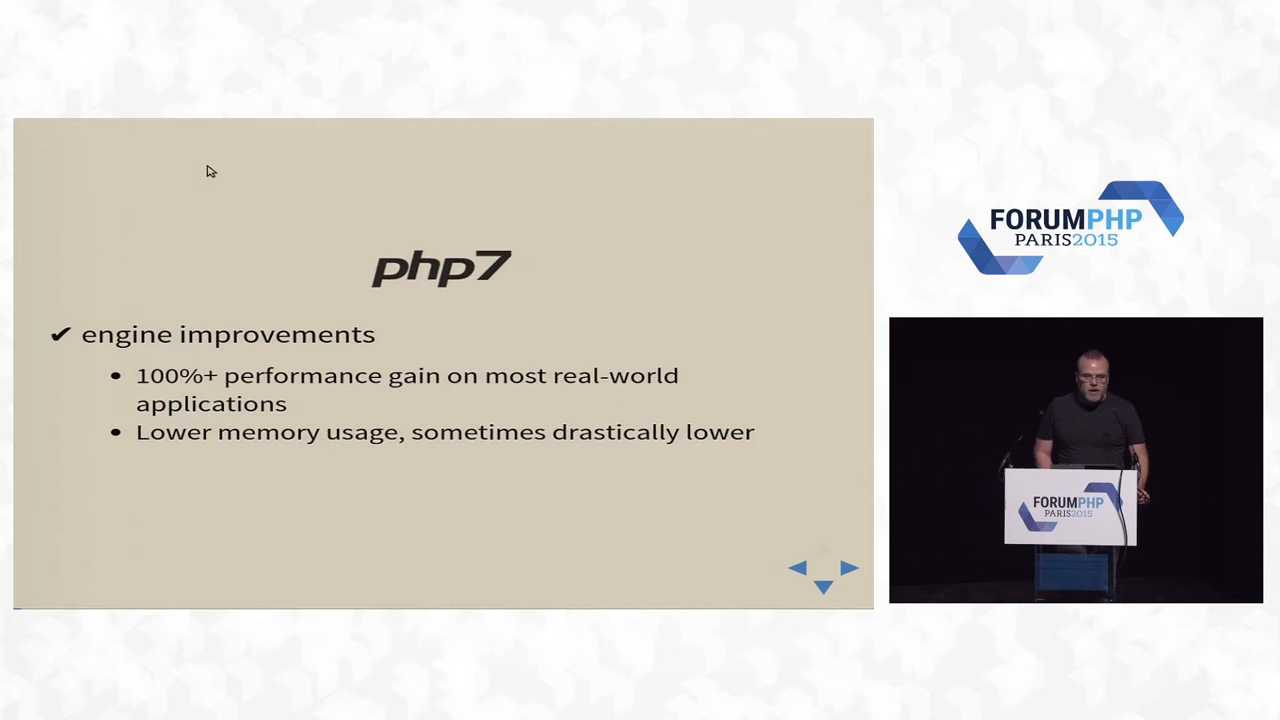 php7
✔ engine improvements
• 100%+ performance gain on most real-world
applications
• Lower memory usage, sometimes drastically lower
FORUMPHP
PARIS2015
FORUMPHP
PARIS2015